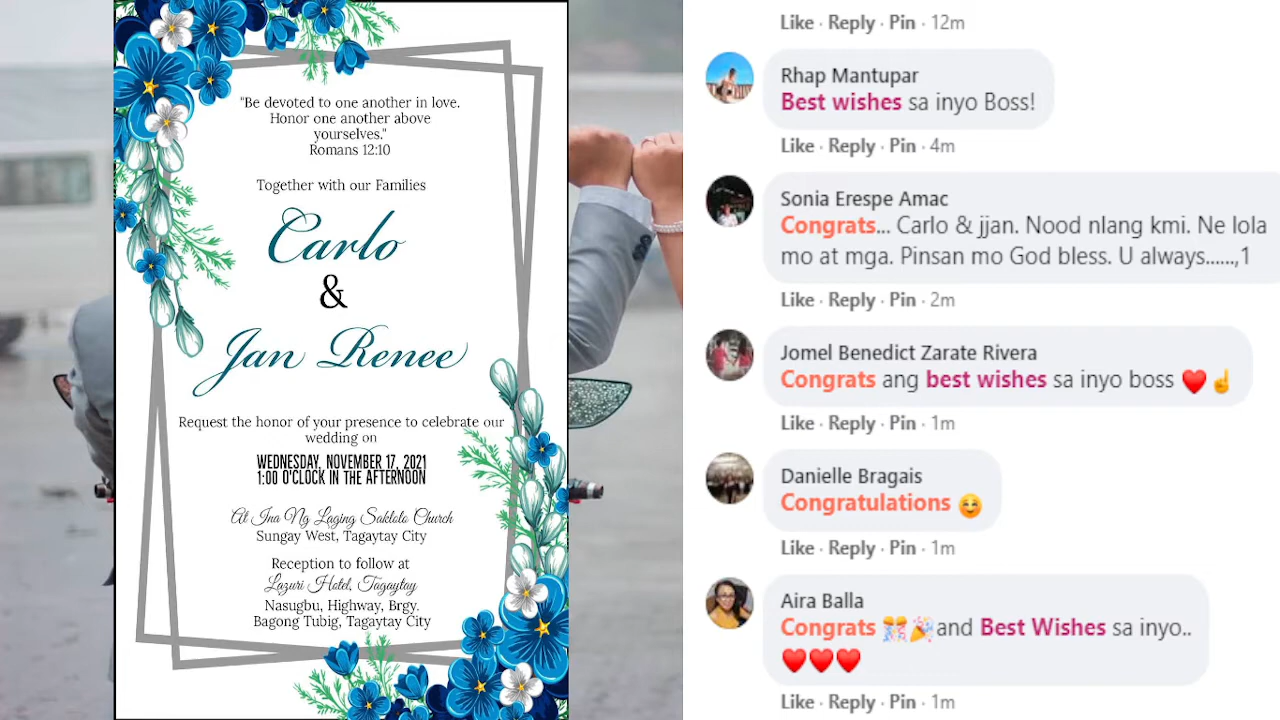 "Be devoted to one another in love.
Honor one another above
yourselves."
Romans 12:10
Together with our Families
Carlo
&
Jan Renee
Request the honor of your presence to celebrate our
wedding on
WEDNESDAY, NOVEMBER 17, 2021
1:00 O'CLOCK IN THE AFTERNOON
At Ina Ng Laging Saklolo Church
Sungay West, Tagaytay City
Reception to follow at
Lazuri Hotel, Tagaytay
Nasugbu, Highway, Brgy.
Bagong Tubig, Tagaytay City
Like · Reply · Pin · 12m
Rhap Mantupar
Best wishes sa inyo Boss!
Like · Reply · Pin · 4m
Sonia Erespe Amac
Congrats... Carlo & jjan. Nood nlang kmi. Ne lola
mo at mga. Pinsan mo God bless. U always......,1
Like · Reply · Pin · 2m
Jomel Benedict Zarate Rivera
Congrats ang best wishes sa inyo boss ❤️☝️
Like · Reply · Pin · 1m
Danielle Bragais
Congratulations ☺️
Like · Reply · Pin · 1m
Aira Balla
Congrats 🎊🎉and Best Wishes sa inyo..
❤️❤️❤️
Like · Reply · Pin · 1m